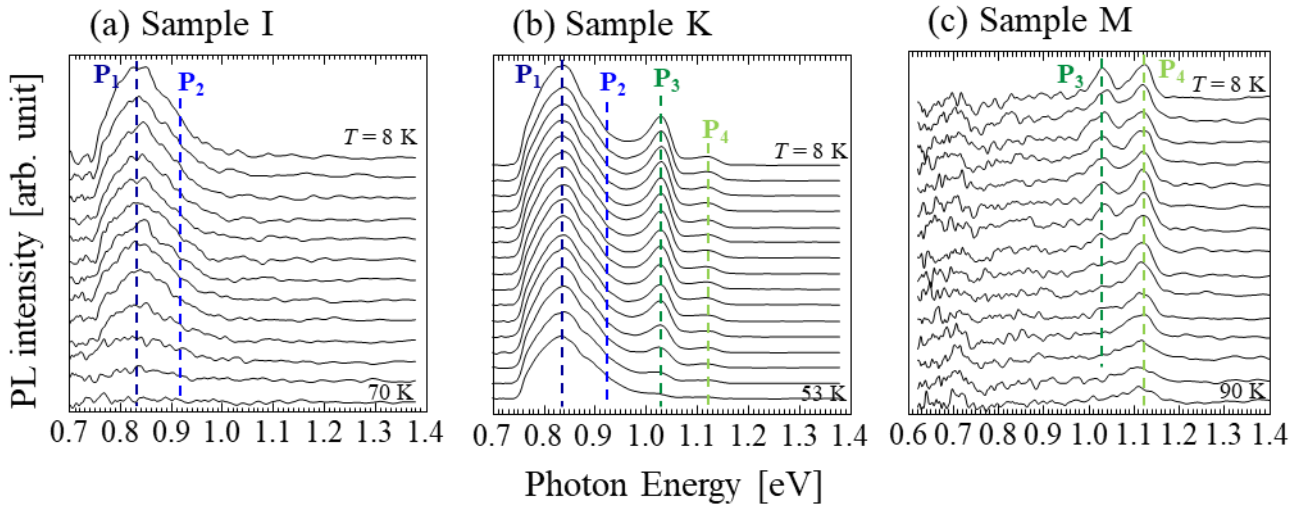 (a) Sample I
(b) Sample K
(c) Sample M
PL intensity [arb. unit]
P1
P2
T = 8 K
70 K
0.7 0.8 0.9 1.0 1.1 1.2 1.3 1.4
P1
P2
P3
P4
T = 8 K
53 K
0.7 0.8 0.9 1.0 1.1 1.2 1.3 1.4
P3
P4
T = 8 K
90 K
0.6 0.7 0.8 0.9 1.0 1.1 1.2 1.3 1.4
Photon Energy [eV]